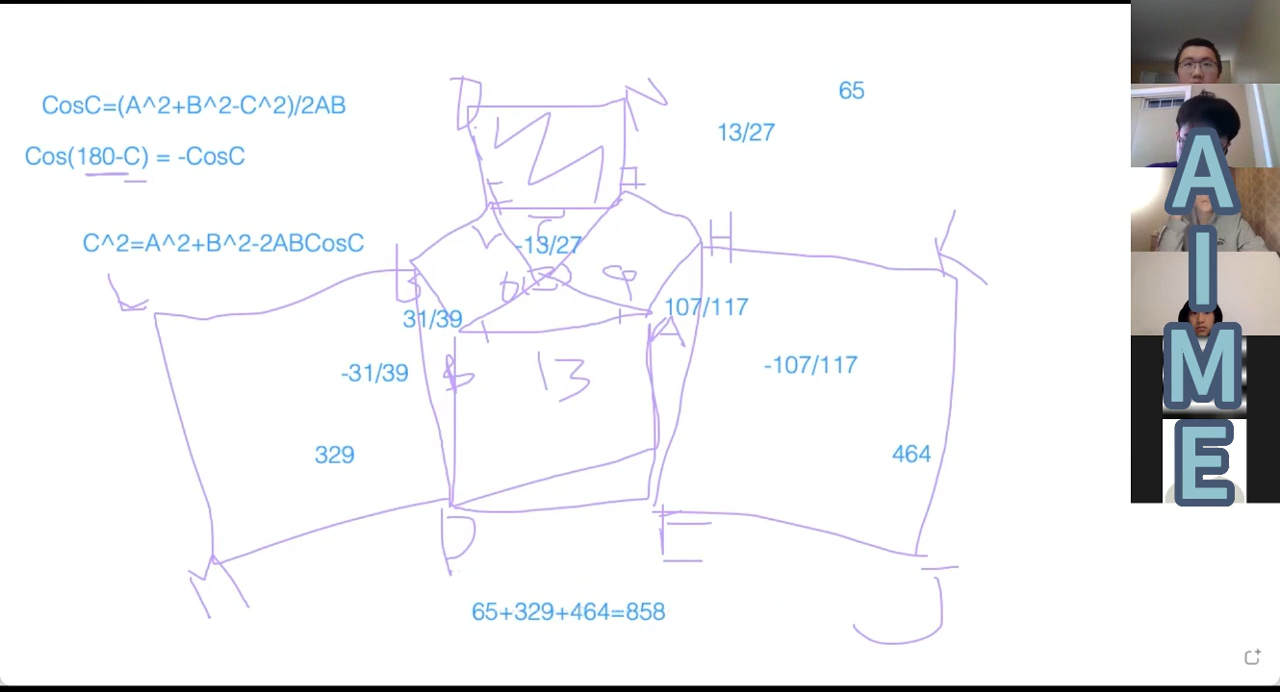 CosC=(A^2+B^2-C^2)/2AB
Cos(180-C) = -CosC
C^2=A^2+B^2-2ABCosC
65
13/27
-13/27
31/39
-31/39
329
107/117
-107/117
464
65+329+464=858
N
H
K
A
13
D
E
J
M
AIME